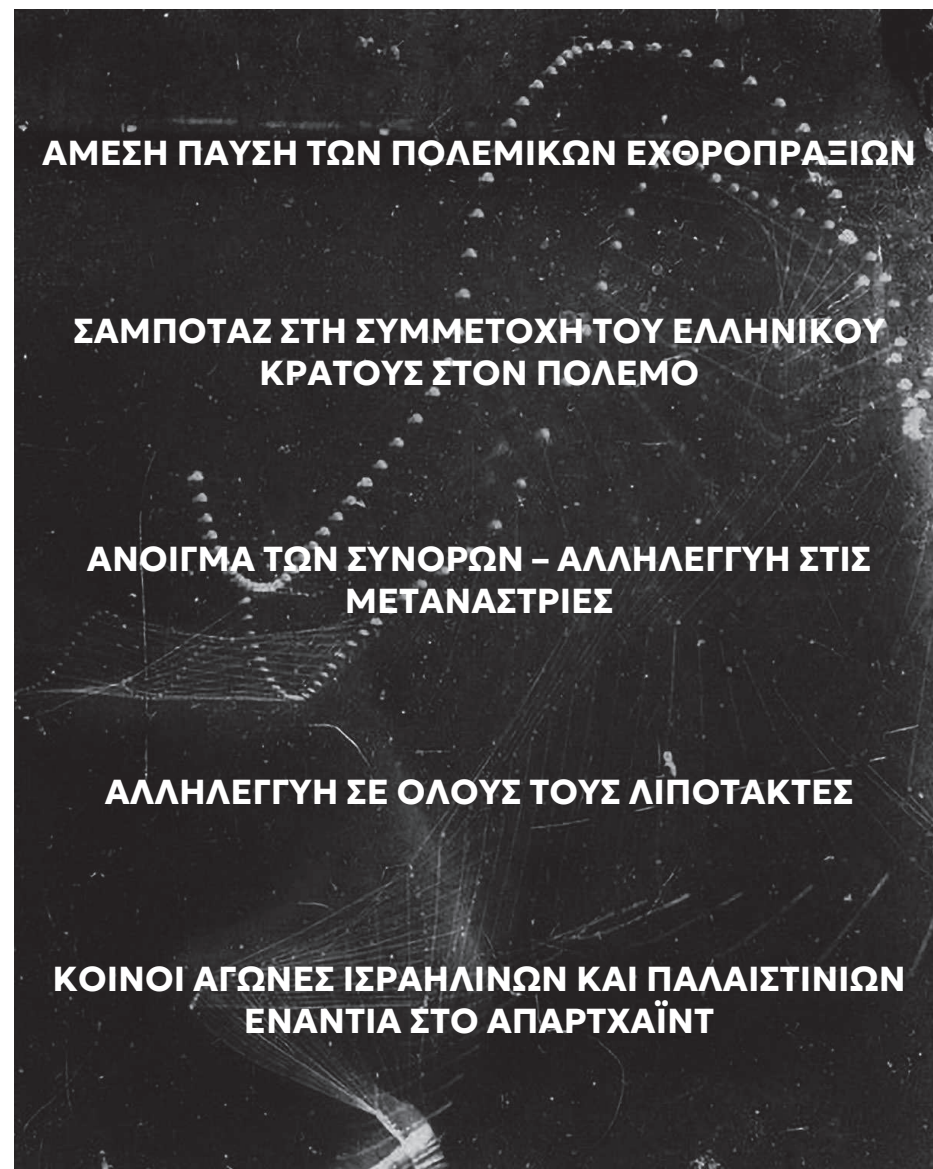 ΑΜΕΣΗ ΠΑΥΣΗ ΤΩΝ ΠΟΛΕΜΙΚΩΝ ΕΧΘΡΟΠΡΑΞΙΩΝ
ΣΑΜΠΟΤΑΖ ΣΤΗ ΣΥΜΜΕΤΟΧΗ ΤΟΥ ΕΛΛΗΝΙΚΟΥ
ΚΡΑΤΟΥΣ ΣΤΟΝ ΠΟΛΕΜΟ
ΑΝΟΙΓΜΑ ΤΩΝ ΣΥΝΟΡΩΝ – ΑΛΛΗΛΕΓΓΥΗ ΣΤΙΣ
ΜΕΤΑΝΑΣΤΡΙΕΣ
ΑΛΛΗΛΕΓΓΥΗ ΣΕ ΟΛΟΥΣ ΤΟΥΣ ΛΙΠΟΤΑΚΤΕΣ
ΚΟΙΝΟΙ ΑΓΩΝΕΣ ΙΣΡΑΗΛΙΝΩΝ ΚΑΙ ΠΑΛΑΙΣΤΙΝΙΩΝ
ΕΝΑΝΤΙΑ ΣΤΟ ΑΠΑΡΤΧΑΪΝΤ